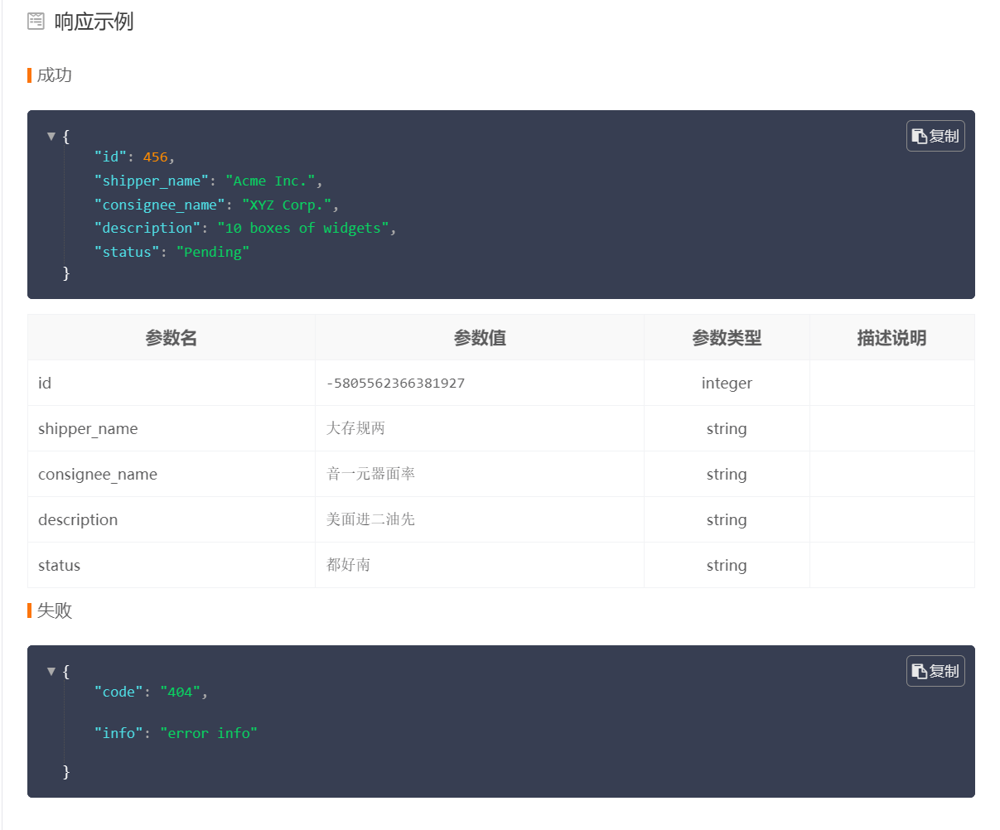 响应示例
成功
复制
▼ {
"id": 456,
"shipper_name": "Acme Inc.",
"consignee_name": "XYZ Corp.",
"description": "10 boxes of widgets",
"status": "Pending"
}
参数名 参数值 参数类型 描述说明
id -5805562366381927 integer
shipper_name 大存规两 string
consignee_name 音一元器面率 string
description 美面进二油先 string
status 都好南 string
失败
复制
▼ {
"code": "404",
"info": "error info"
}